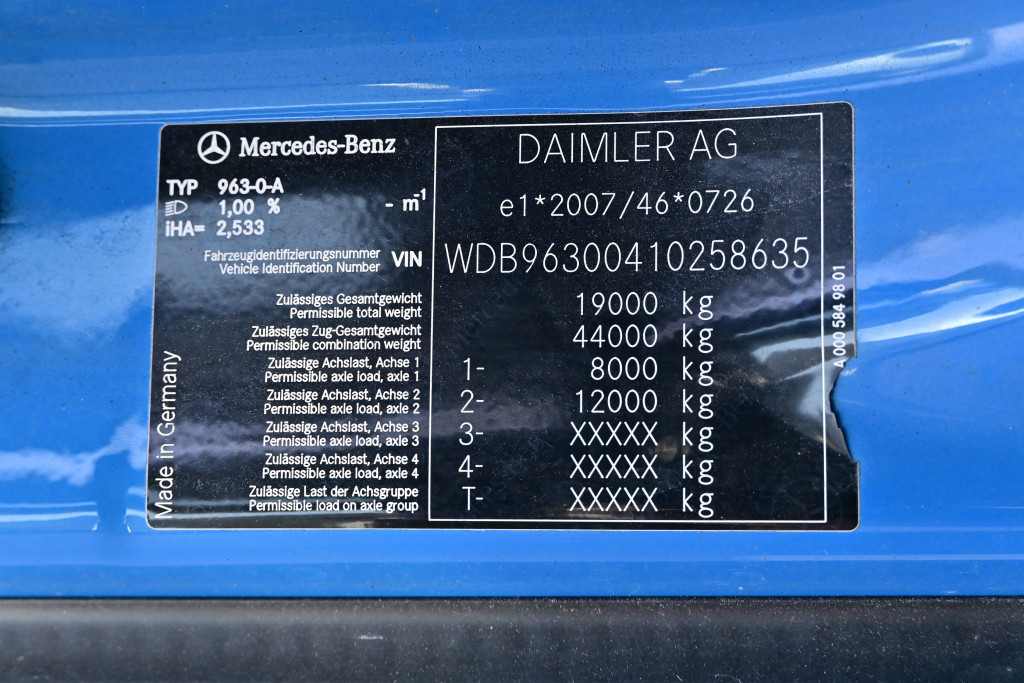 Mercedes-Benz
TYP 963-0-A
1,00 % - m-1
iHA= 2,533
Fahrzeugidentifizierungsnummer
Vehicle Identification Number VIN
DAIMLER AG
e1*2007/46*0726
WDB96300410258635
Zulässiges Gesamtgewicht
Permissible total weight
19000 kg
Zulässiges Zug-Gesamtgewicht
Permissible combination weight
44000 kg
Zulässige Achslast, Achse 1
Permissible axle load, axle 1
1- 8000 kg
Zulässige Achslast, Achse 2
Permissible axle load, axle 2
2- 12000 kg
Zulässige Achslast, Achse 3
Permissible axle load, axle 3
3- XXXXX kg
Zulässige Achslast, Achse 4
Permissible axle load, axle 4
4- XXXXX kg
Zulässige Last der Achsgruppe
Permissible load on axle group
T- XXXXX kg
Made in Germany
A 000 584 98 01